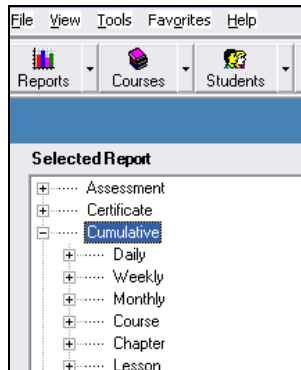 File View Tools Favorites Help
Reports Courses Students
Selected Report
Assessment
Certificate
Cumulative
Daily
Weekly
Monthly
Course
Chapter
Lesson